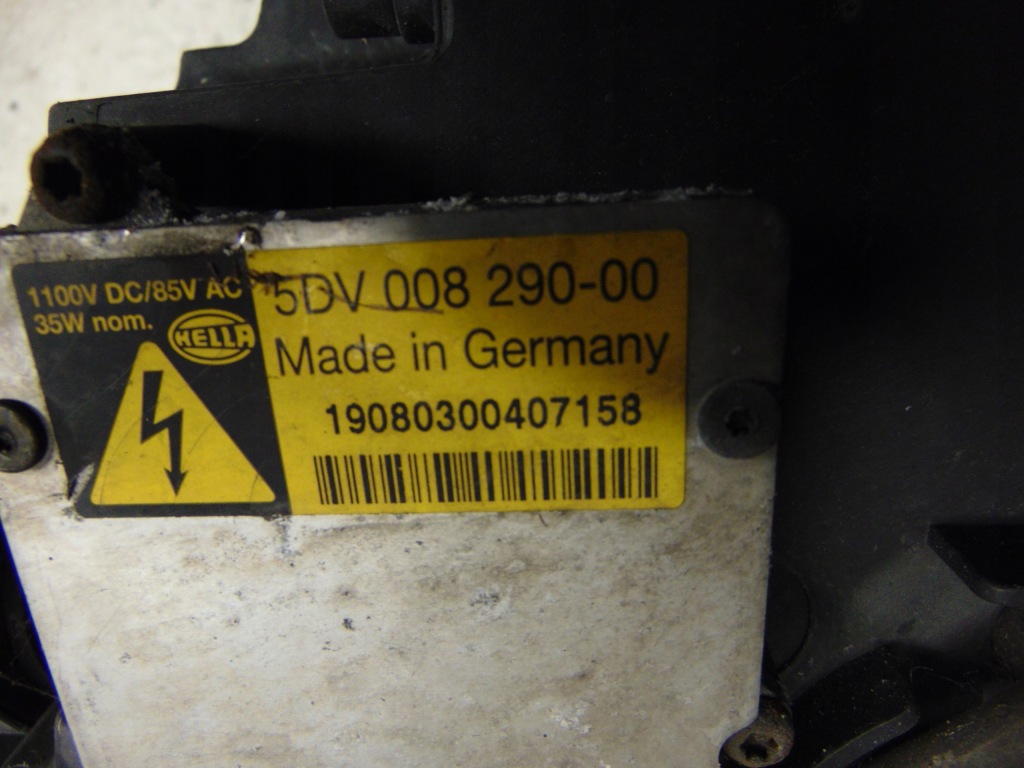 1100V DC/85V AC
35W nom.
HELLA
5DV 008 290-00
Made in Germany
19080300407158